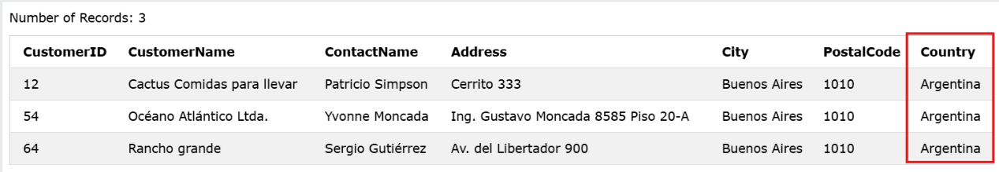 Number of Records: 3
CustomerID CustomerName ContactName Address City PostalCode Country
12 Cactus Comidas para llevar Patricio Simpson Cerrito 333 Buenos Aires 1010 Argentina
54 Océano Atlántico Ltda. Yvonne Moncada Ing. Gustavo Moncada 8585 Piso 20-A Buenos Aires 1010 Argentina
64 Rancho grande Sergio Gutiérrez Av. del Libertador 900 Buenos Aires 1010 Argentina